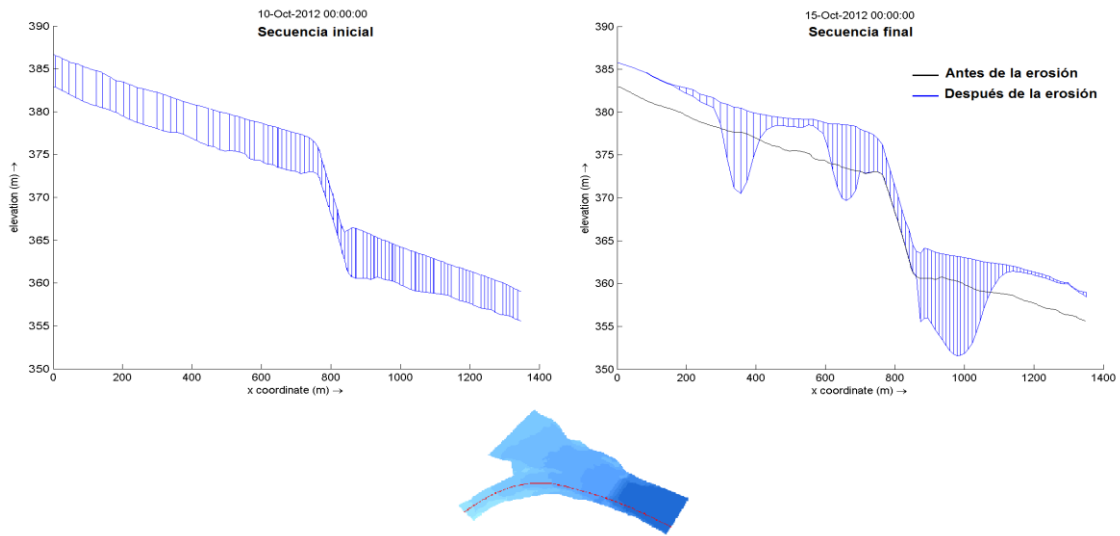 10-Oct-2012 00:00:00
Secuencia inicial
390
385
380
375
370
365
360
355
350
elevation (m) →
0 200 400 600 800 1000 1200 1400
x coordinate (m) →
15-Oct-2012 00:00:00
Secuencia final
Antes de la erosión
Después de la erosión
390
385
380
375
370
365
360
355
350
elevation (m) →
0 200 400 600 800 1000 1200 1400
x coordinate (m) →